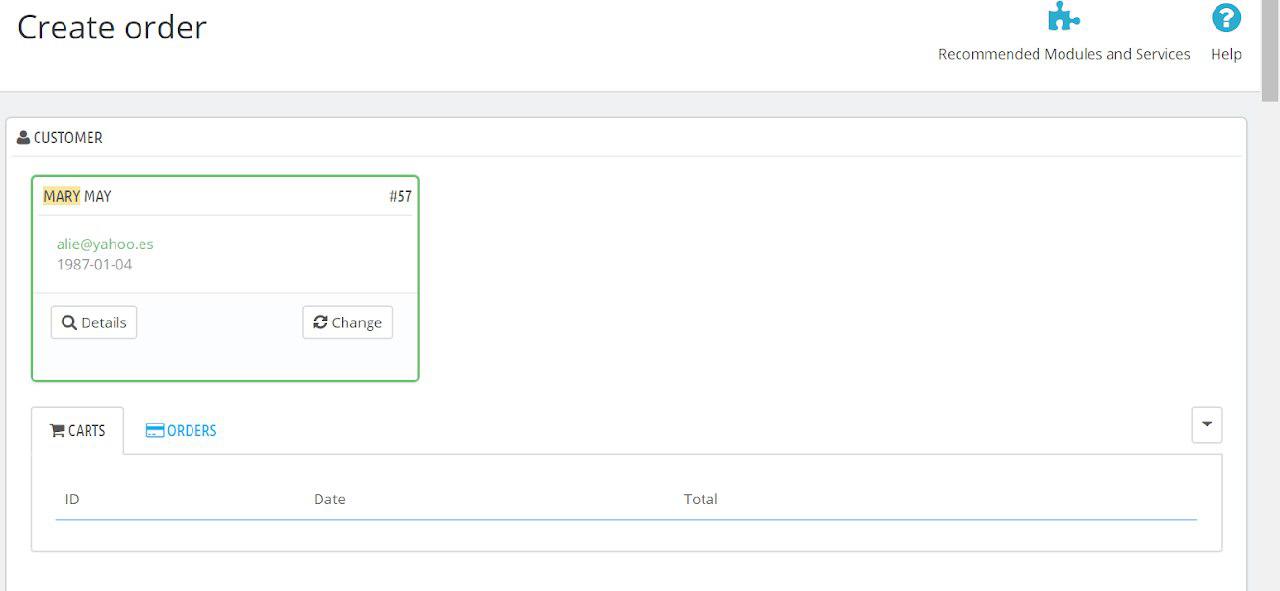 Create order
Recommended Modules and Services
Help
CUSTOMER
MARY MAY
#57
alie@yahoo.es
1987-01-04
Details
Change
CARTS
ORDERS
ID
Date
Total